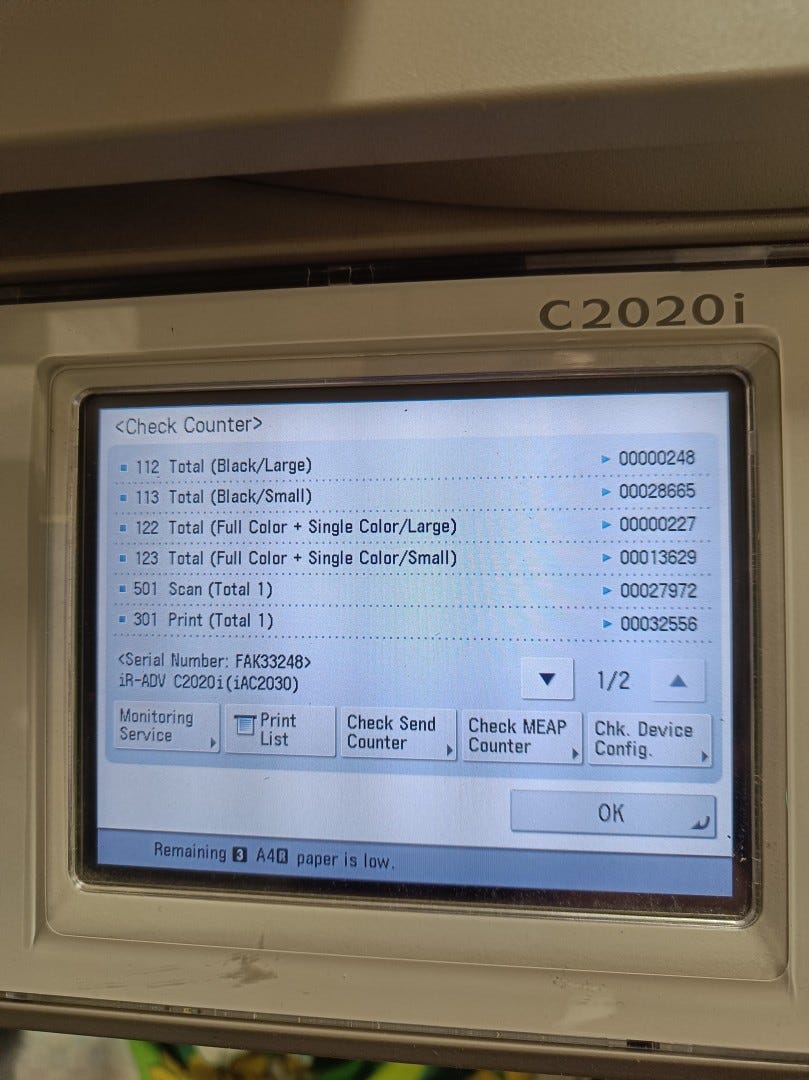 C2020i
<Check Counter>
112 Total (Black/Large) 00000248
113 Total (Black/Small) 00028665
122 Total (Full Color + Single Color/Large) 00000227
123 Total (Full Color + Single Color/Small) 00013629
501 Scan (Total 1) 00027972
301 Print (Total 1) 00032556
<Serial Number: FAK33248>
iR-ADV C2020i(iAC2030)
1/2
Monitoring
Service
Print
List
Check Send
Counter
Check MEAP
Counter
Chk. Device
Config.
OK
Remaining 3 A4R paper is low.